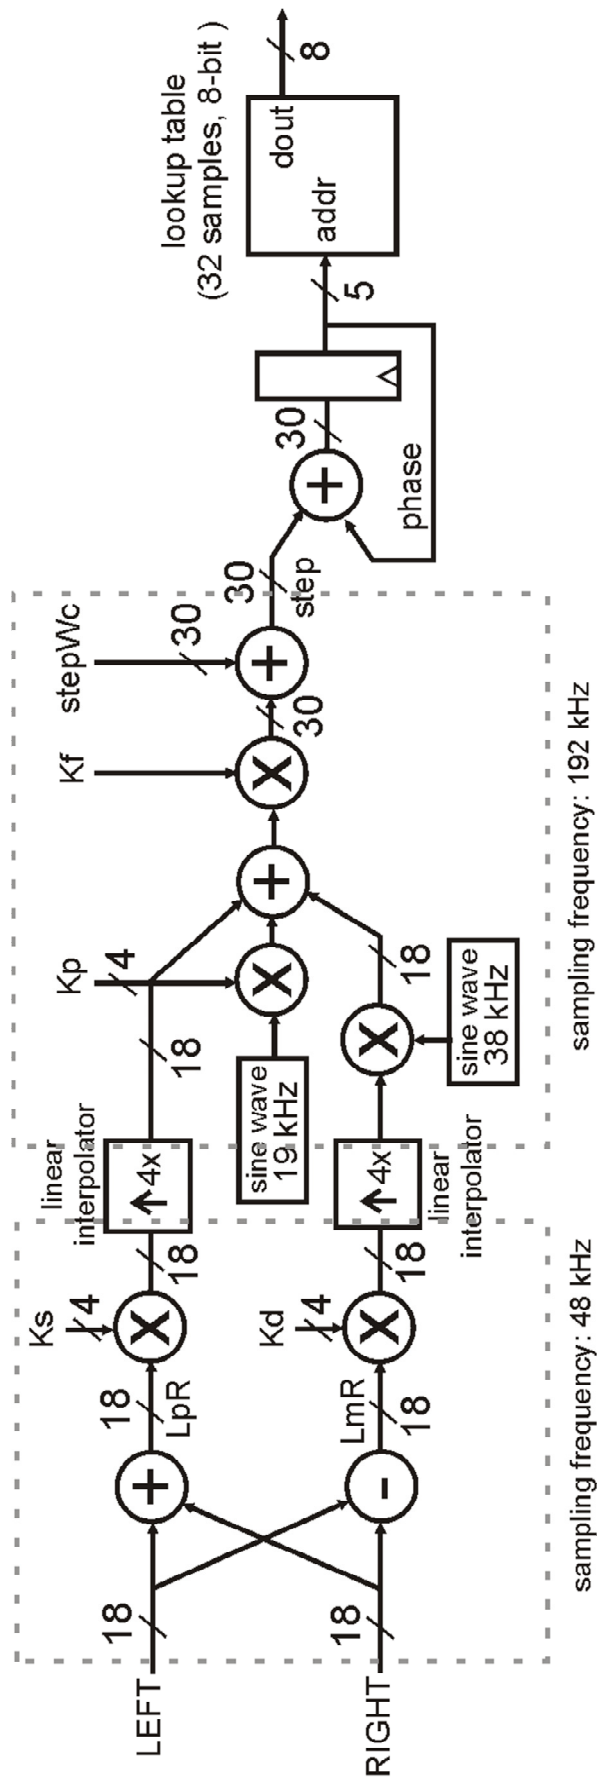 LEFT
RIGHT
18
18
+
-
18
LpR
LmR
18
Ks
4
X
Kd
4
X
18
18
linear
interpolator
↑4x
↑4x
linear
interpolator
sampling frequency: 48 kHz
18
Kp
4
sine wave
19 kHz
X
X
sine wave
38 kHz
18
+
Kf
X
30
stepWc
30
+
30
step
sampling frequency: 192 kHz
+
phase
30
5
lookup table
(32 samples, 8-bit)
addr
dout
8